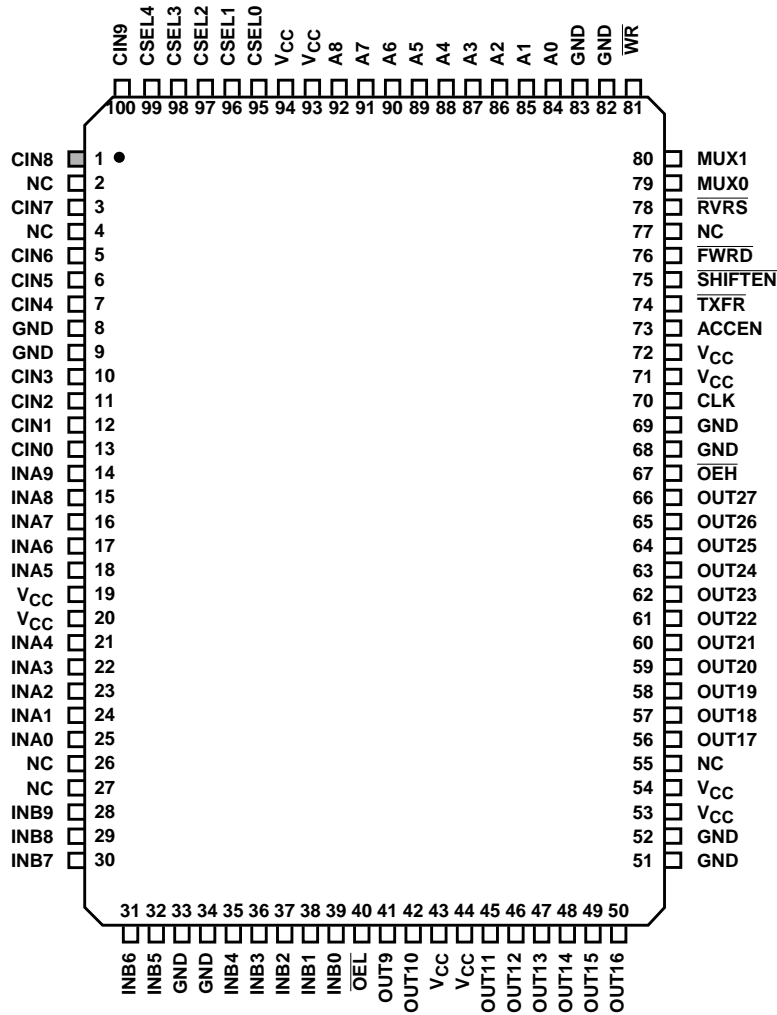 CIN9 CSEL4 CSEL3 CSEL2 CSEL1 CSEL0 VCC VCC A8 A7 A6 A5 A4 A3 A2 A1 A0 GND GND WR
100 99 98 97 96 95 94 93 92 91 90 89 88 87 86 85 84 83 82 81
CIN8 1 80 MUX1
NC 2 79 MUX0
CIN7 3 78 RVRS
NC 4 77 NC
CIN6 5 76 FWRD
CIN5 6 75 SHIFTEN
CIN4 7 74 TXFR
GND 8 73 ACCEN
GND 9 72 VCC
CIN3 10 71 VCC
CIN2 11 70 CLK
CIN1 12 69 GND
CIN0 13 68 GND
INA9 14 67 OEH
INA8 15 66 OUT27
INA7 16 65 OUT26
INA6 17 64 OUT25
INA5 18 63 OUT24
VCC 19 62 OUT23
VCC 20 61 OUT22
INA4 21 60 OUT21
INA3 22 59 OUT20
INA2 23 58 OUT19
INA1 24 57 OUT18
INA0 25 56 OUT17
NC 26 55 NC
NC 27 54 VCC
INB9 28 53 VCC
INB8 29 52 GND
INB7 30 51 GND
31 32 33 34 35 36 37 38 39 40 41 42 43 44 45 46 47 48 49 50
INB6 INB5 GND GND INB4 INB3 INB2 INB1 INB0 OEL OUT9 OUT10 VCC VCC OUT11 OUT12 OUT13 OUT14 OUT15 OUT16